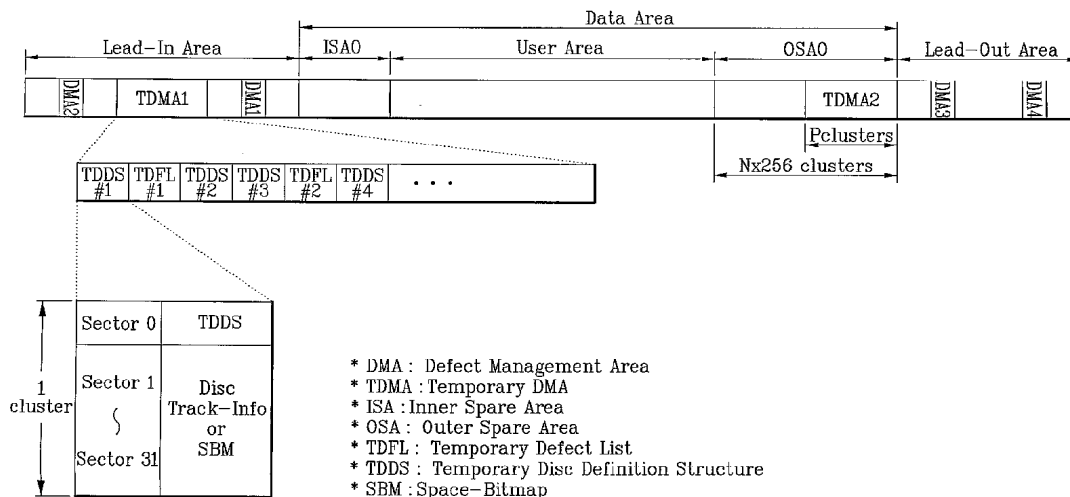 Data Area
Lead-In Area
ISA0
User Area
OSA0
Lead-Out Area
DMA2
TDMA1
DMA1
TDMA2
DMA3
DMA4
Pclusters
Nx256 clusters
TDDS #1
TDFL #1
TDDS #2
TDDS #3
TDFL #2
TDDS #4
• • •
1 cluster
Sector 0
TDDS
Sector 1
Sector 31
Disc
Track-Info
or
SBM
* DMA : Defect Management Area
* TDMA : Temporary DMA
* ISA : Inner Spare Area
* OSA : Outer Spare Area
* TDFL : Temporary Defect List
* TDDS : Temporary Disc Definition Structure
* SBM : Space-Bitmap